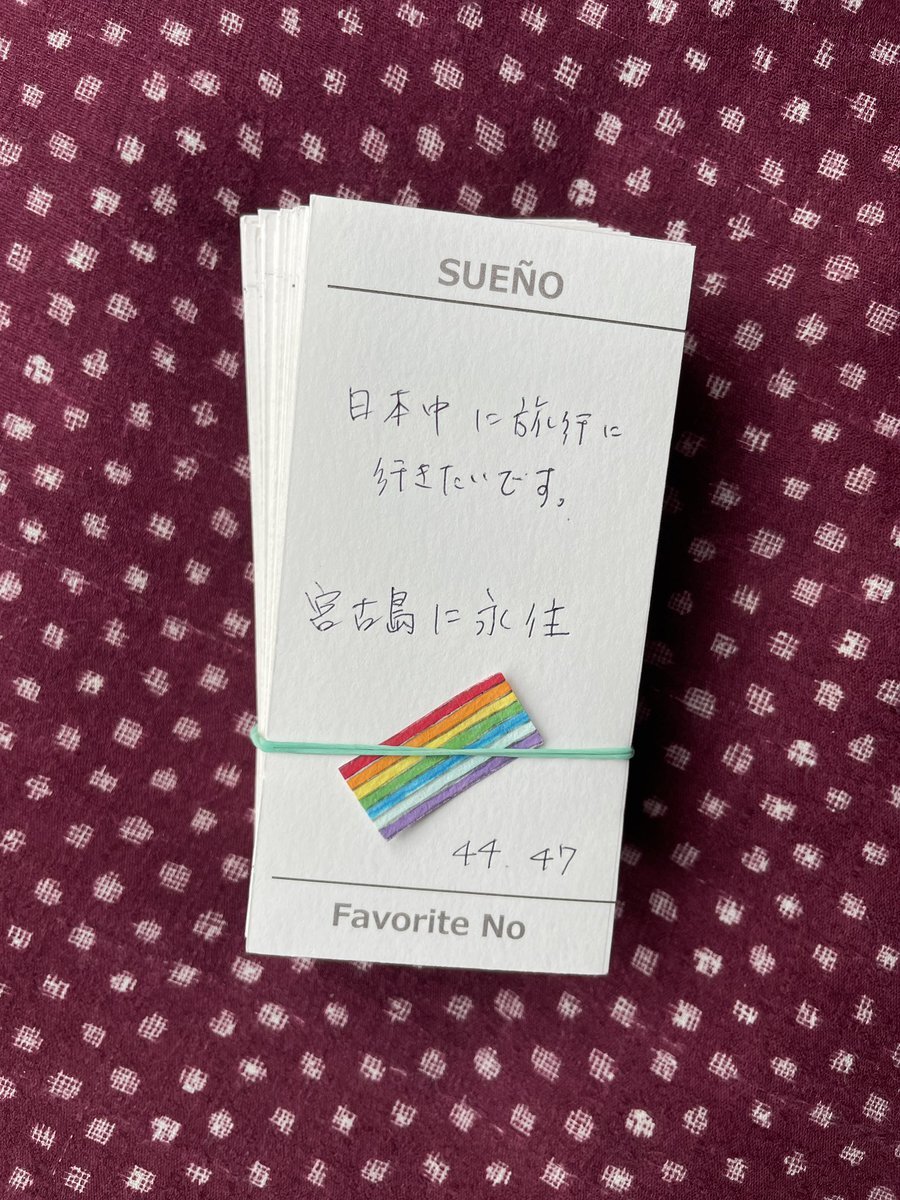 SUEÑO
日本中に旅行に
行きたいです。
宮古島に永住
44. 47
Favorite No